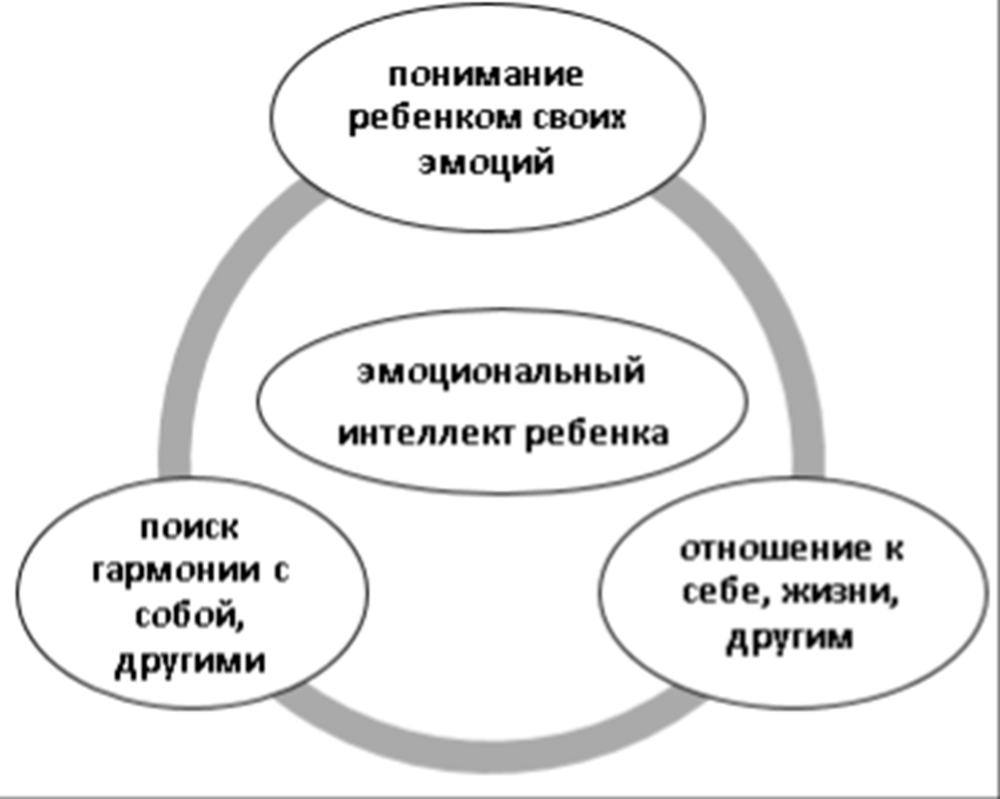 понимание
ребенком своих
эмоций
эмоциональный
интеллект ребенка
поиск
гармонии с
собой,
другими
отношение к
себе, жизни,
другим